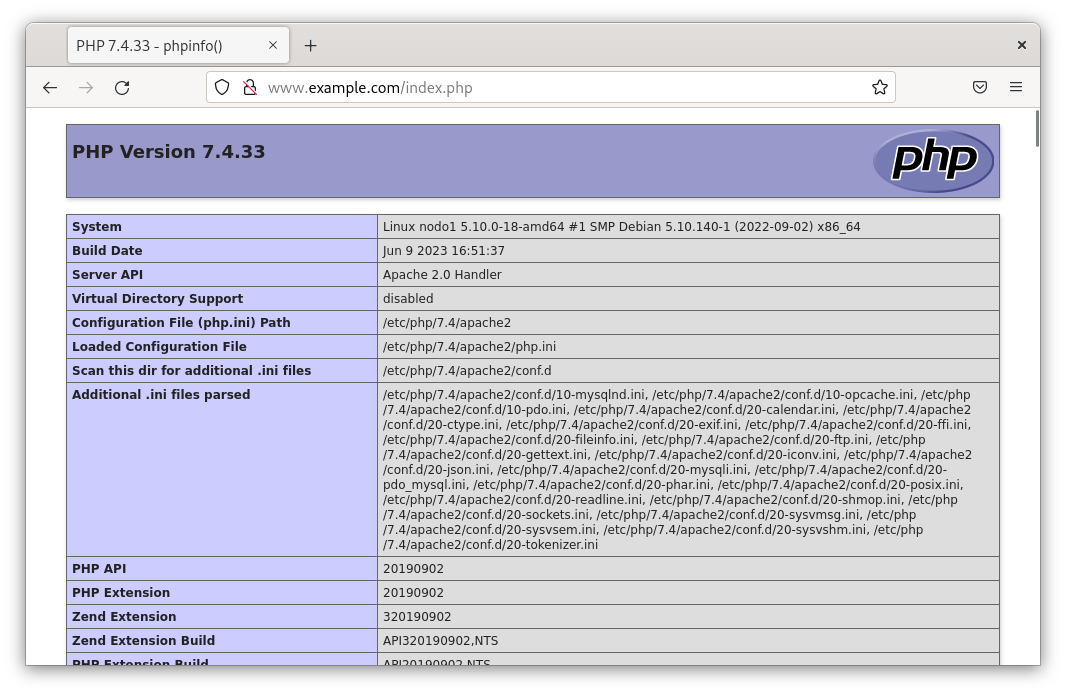 PHP 7.4.33 - phpinfo()
www.example.com/index.php
PHP Version 7.4.33
php
System Linux nodo1 5.10.0-18-amd64 #1 SMP Debian 5.10.140-1 (2022-09-02) x86_64
Build Date Jun 9 2023 16:51:37
Server API Apache 2.0 Handler
Virtual Directory Support disabled
Configuration File (php.ini) Path /etc/php/7.4/apache2
Loaded Configuration File /etc/php/7.4/apache2/php.ini
Scan this dir for additional .ini files /etc/php/7.4/apache2/conf.d
Additional .ini files parsed /etc/php/7.4/apache2/conf.d/10-mysqlnd.ini, /etc/php/7.4/apache2/conf.d/10-opcache.ini, /etc/php
/7.4/apache2/conf.d/10-pdo.ini, /etc/php/7.4/apache2/conf.d/20-calendar.ini, /etc/php/7.4/apache2
/conf.d/20-ctype.ini, /etc/php/7.4/apache2/conf.d/20-exif.ini, /etc/php/7.4/apache2/conf.d/20-ffi.ini,
/etc/php/7.4/apache2/conf.d/20-fileinfo.ini, /etc/php/7.4/apache2/conf.d/20-ftp.ini, /etc/php
/7.4/apache2/conf.d/20-gettext.ini, /etc/php/7.4/apache2/conf.d/20-iconv.ini, /etc/php/7.4/apache2
/conf.d/20-json.ini, /etc/php/7.4/apache2/conf.d/20-mysqli.ini, /etc/php/7.4/apache2/conf.d/20-
pdo_mysql.ini, /etc/php/7.4/apache2/conf.d/20-phar.ini, /etc/php/7.4/apache2/conf.d/20-posix.ini,
/etc/php/7.4/apache2/conf.d/20-readline.ini, /etc/php/7.4/apache2/conf.d/20-shmop.ini, /etc/php
/7.4/apache2/conf.d/20-sockets.ini, /etc/php/7.4/apache2/conf.d/20-sysvmsg.ini, /etc/php
/7.4/apache2/conf.d/20-sysvsem.ini, /etc/php/7.4/apache2/conf.d/20-sysvshm.ini, /etc/php
/7.4/apache2/conf.d/20-tokenizer.ini
PHP API 20190902
PHP Extension 20190902
Zend Extension 320190902
Zend Extension Build API320190902,NTS
PHP Extension Build API20190902,NTS